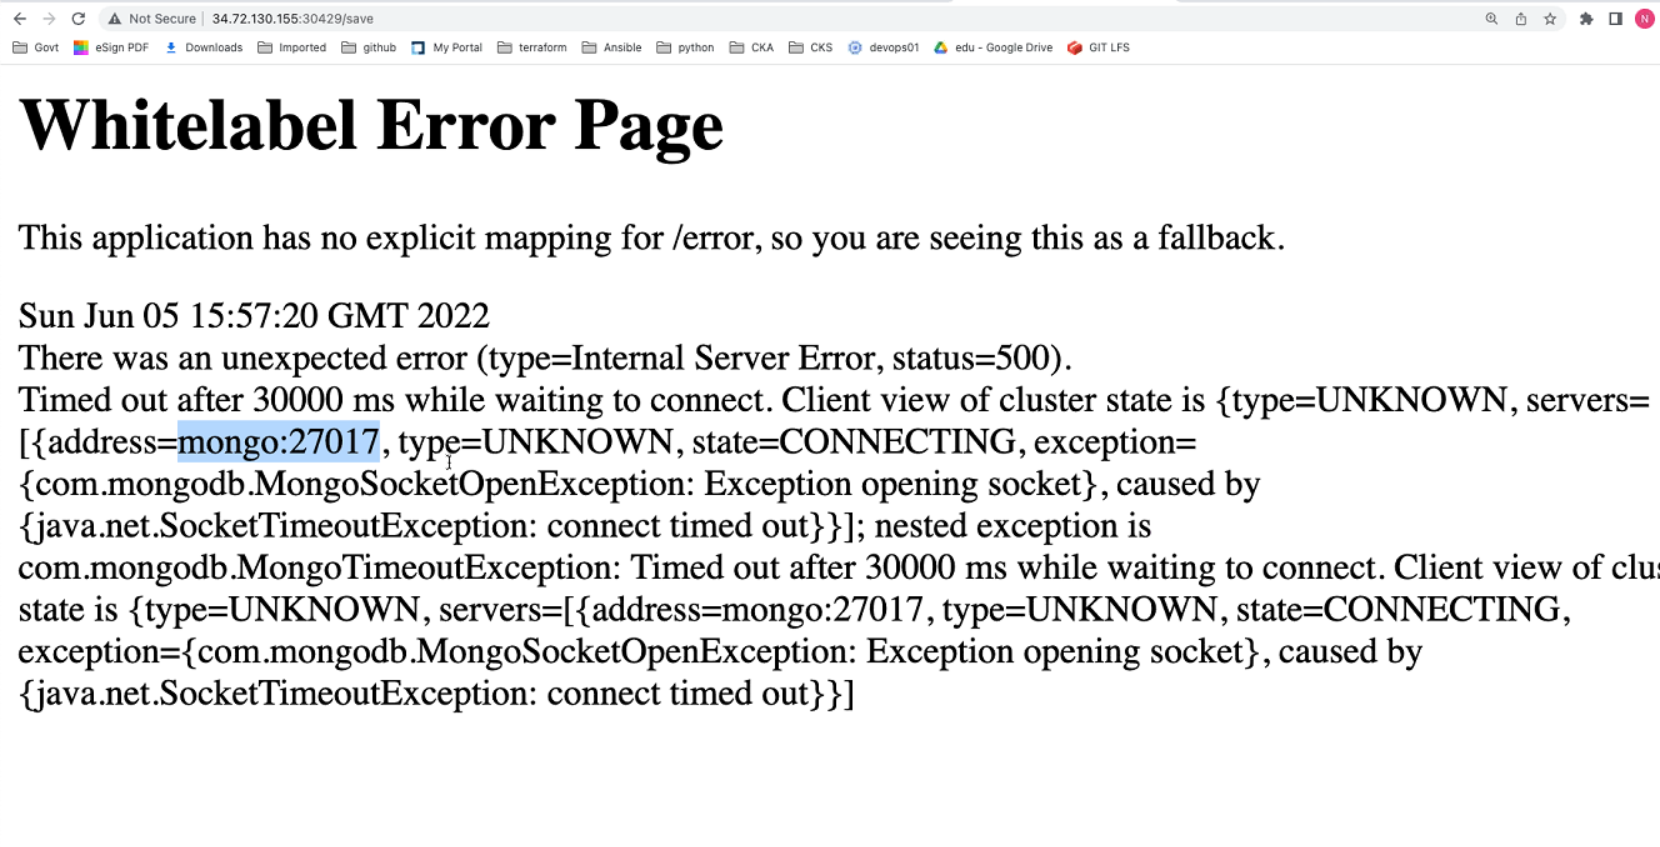 Not Secure 34.72.130.155:30429/save N
Govt eSign PDF Downloads Imported github My Portal terraform Ansible python CKA CKS devops01 edu - Google Drive GIT LFS
Whitelabel Error Page
This application has no explicit mapping for /error, so you are seeing this as a fallback.
Sun Jun 05 15:57:20 GMT 2022
There was an unexpected error (type=Internal Server Error, status=500).
Timed out after 30000 ms while waiting to connect. Client view of cluster state is {type=UNKNOWN, servers=
[{address=mongo:27017, type=UNKNOWN, state=CONNECTING, exception=
{com.mongodb.MongoSocketOpenException: Exception opening socket}, caused by
{java.net.SocketTimeoutException: connect timed out}}]; nested exception is
com.mongodb.MongoTimeoutException: Timed out after 30000 ms while waiting to connect. Client view of
state is {type=UNKNOWN, servers=[{address=mongo:27017, type=UNKNOWN, state=CONNECTING,
exception={com.mongodb.MongoSocketOpenException: Exception opening socket}, caused by
{java.net.SocketTimeoutException: connect timed out}}]